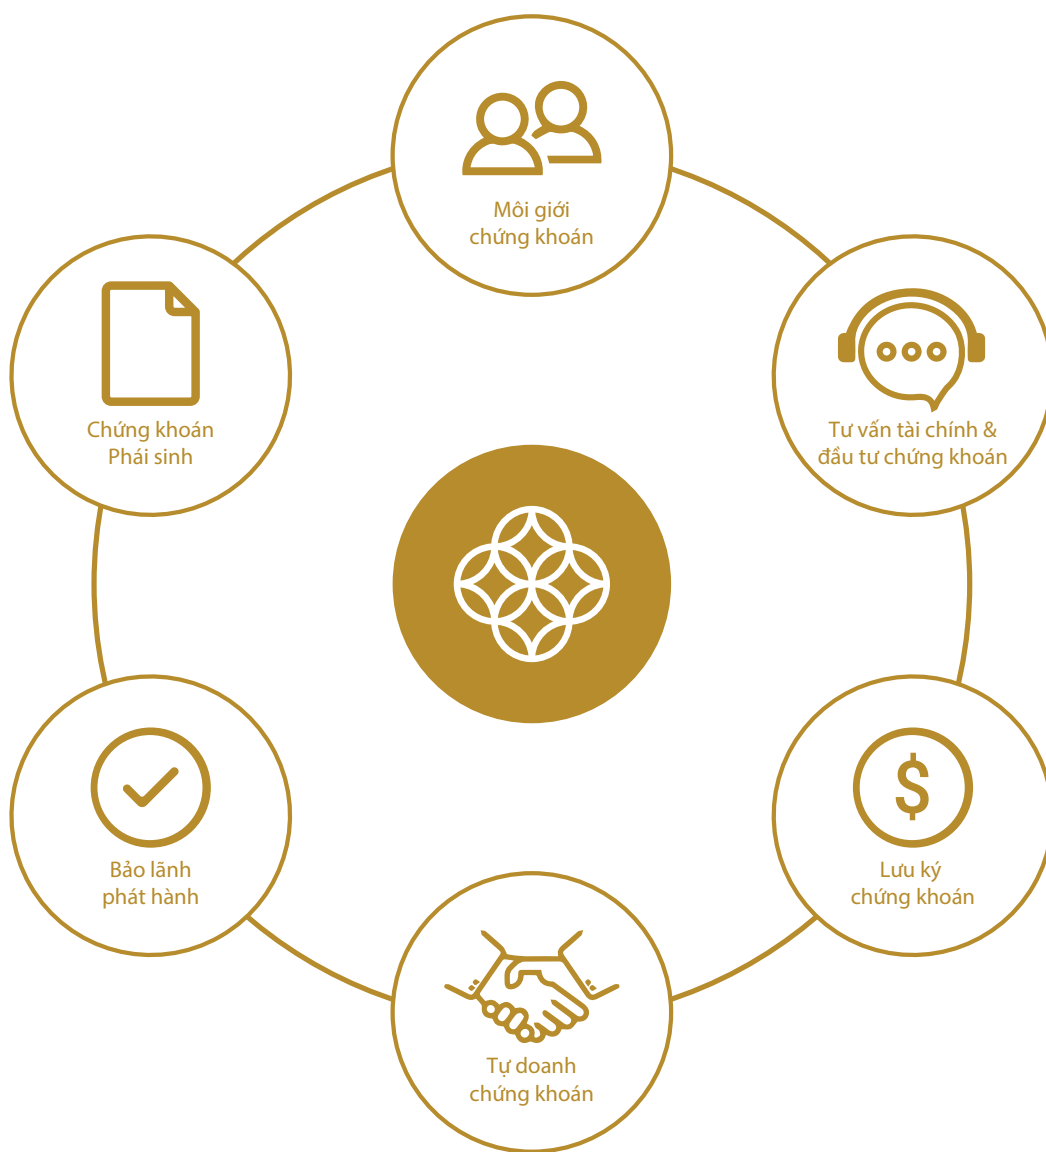 Môi giới
chứng khoán
Chứng khoán
Phái sinh
Tư vấn tài chính &
đầu tư chứng khoán
Bảo lãnh
phát hành
$
Lưu ký
chứng khoán
Tự doanh
chứng khoán